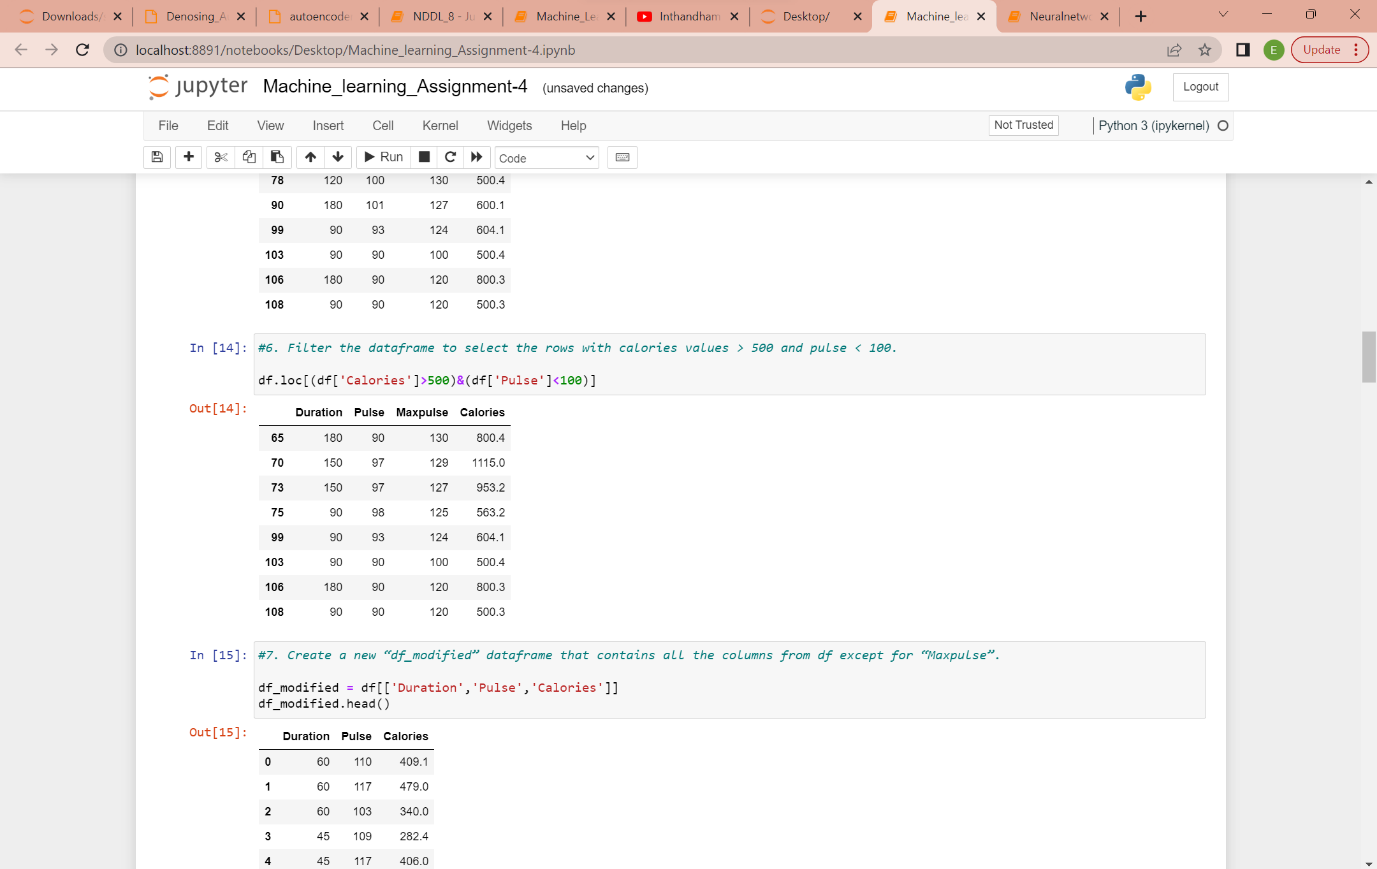 Downloads/
Denosing_A
autoencode
NDDL_8 - Ju
Machine_Le
Inthandham
Desktop/
Machine_lea
Neuralnetwo
localhost:8891/notebooks/Desktop/Machine_learning_Assignment-4.ipynb
E
Update
jupyter Machine_learning_Assignment-4 (unsaved changes)
Logout
File Edit View Insert Cell Kernel Widgets Help
Not Trusted
Python 3 (ipykernel)
Run
Code
78 120 100 130 500.4
90 180 101 127 600.1
99 90 93 124 604.1
103 90 90 100 500.4
106 180 90 120 800.3
108 90 90 120 500.3
In [14]: #6. Filter the dataframe to select the rows with calories values > 500 and pulse < 100.
df.loc[(df['Calories']>500)&(df['Pulse']<100)]
Out[14]:
Duration Pulse Maxpulse Calories
65 180 90 130 800.4
70 150 97 129 1115.0
73 150 97 127 953.2
75 90 98 125 563.2
99 90 93 124 604.1
103 90 90 100 500.4
106 180 90 120 800.3
108 90 90 120 500.3
In [15]: #7. Create a new “df_modified” dataframe that contains all the columns from df except for “Maxpulse”.
df_modified = df[['Duration','Pulse','Calories']]
df_modified.head()
Out[15]:
Duration Pulse Calories
0 60 110 409.1
1 60 117 479.0
2 60 103 340.0
3 45 109 282.4
4 45 117 406.0